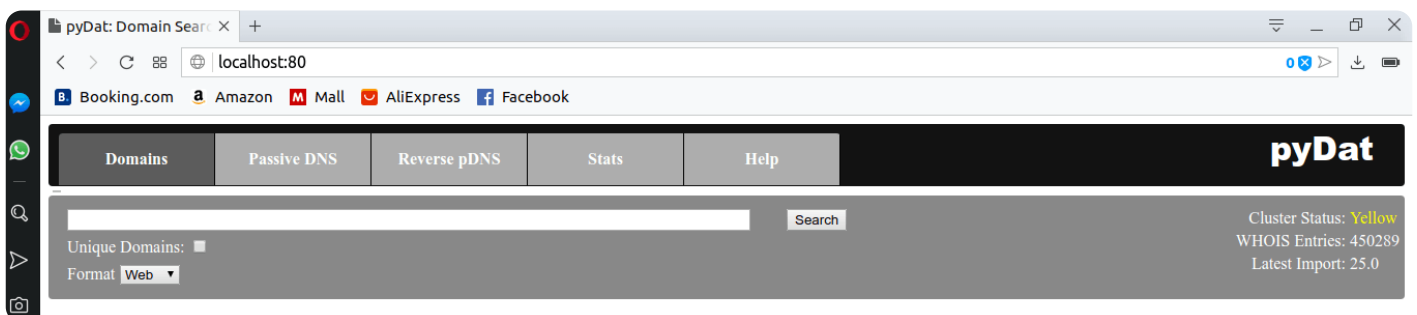 pyDat: Domain Searc
localhost:80
0
B. Booking.com a Amazon M Mall AliExpress f Facebook
Domains Passive DNS Reverse pDNS Stats Help pyDat
Search
Cluster Status: Yellow
Unique Domains:
WHOIS Entries: 450289
Format Web
Latest Import: 25.0